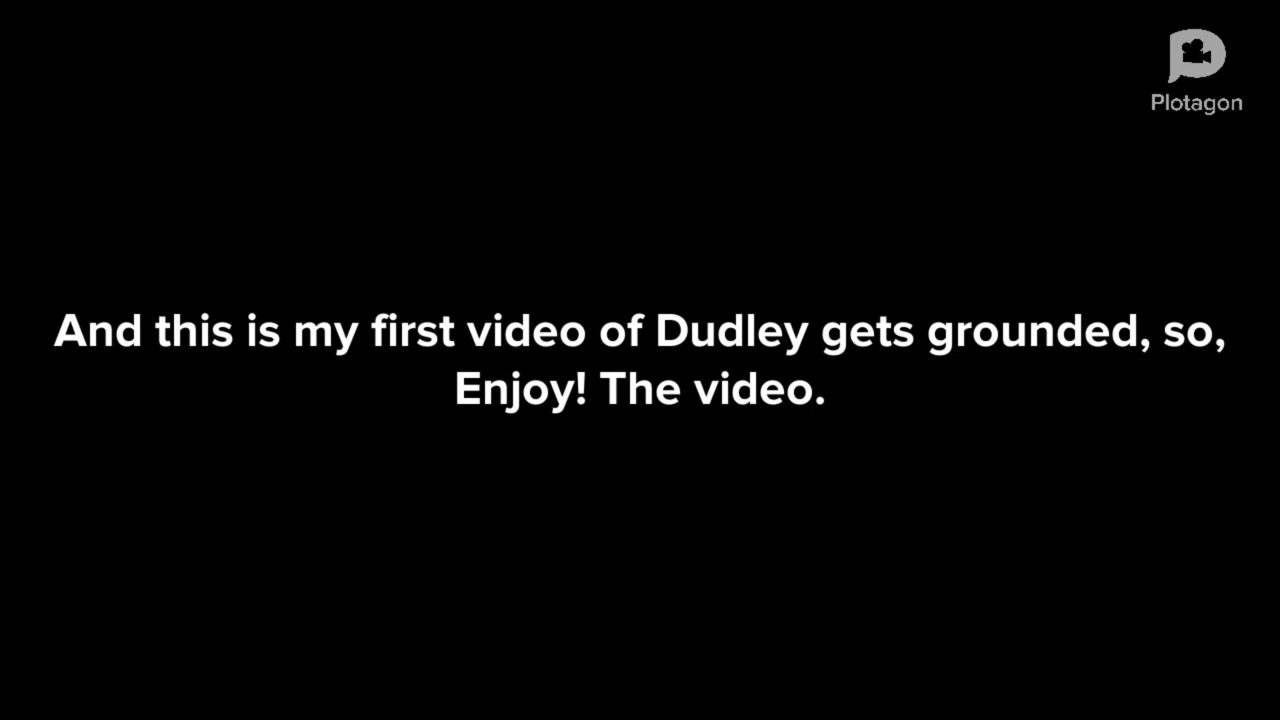 Plotagon
And this is my first video of Dudley gets grounded, so,
Enjoy! The video.